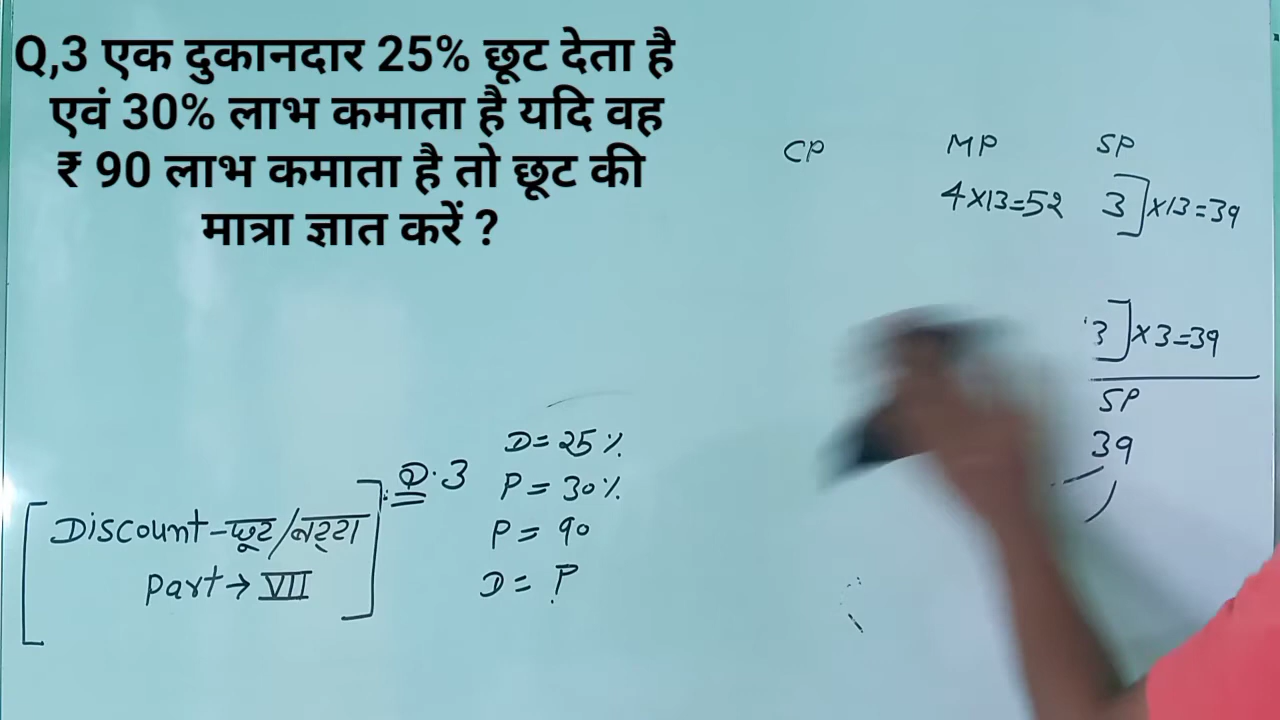 Q,3 एक दुकानदार 25% छूट देता है
एवं 30% लाभ कमाता है यदि वह
₹ 90 लाभ कमाता है तो छूट की
मात्रा ज्ञात करें ?
CP MP SP
4×13=52 3]×13=39
3]×3=39
SP
39
Q.3
D=25%
P=30%
P=90
D=?
[Discount-छूट/बट्टा]
Part→VII